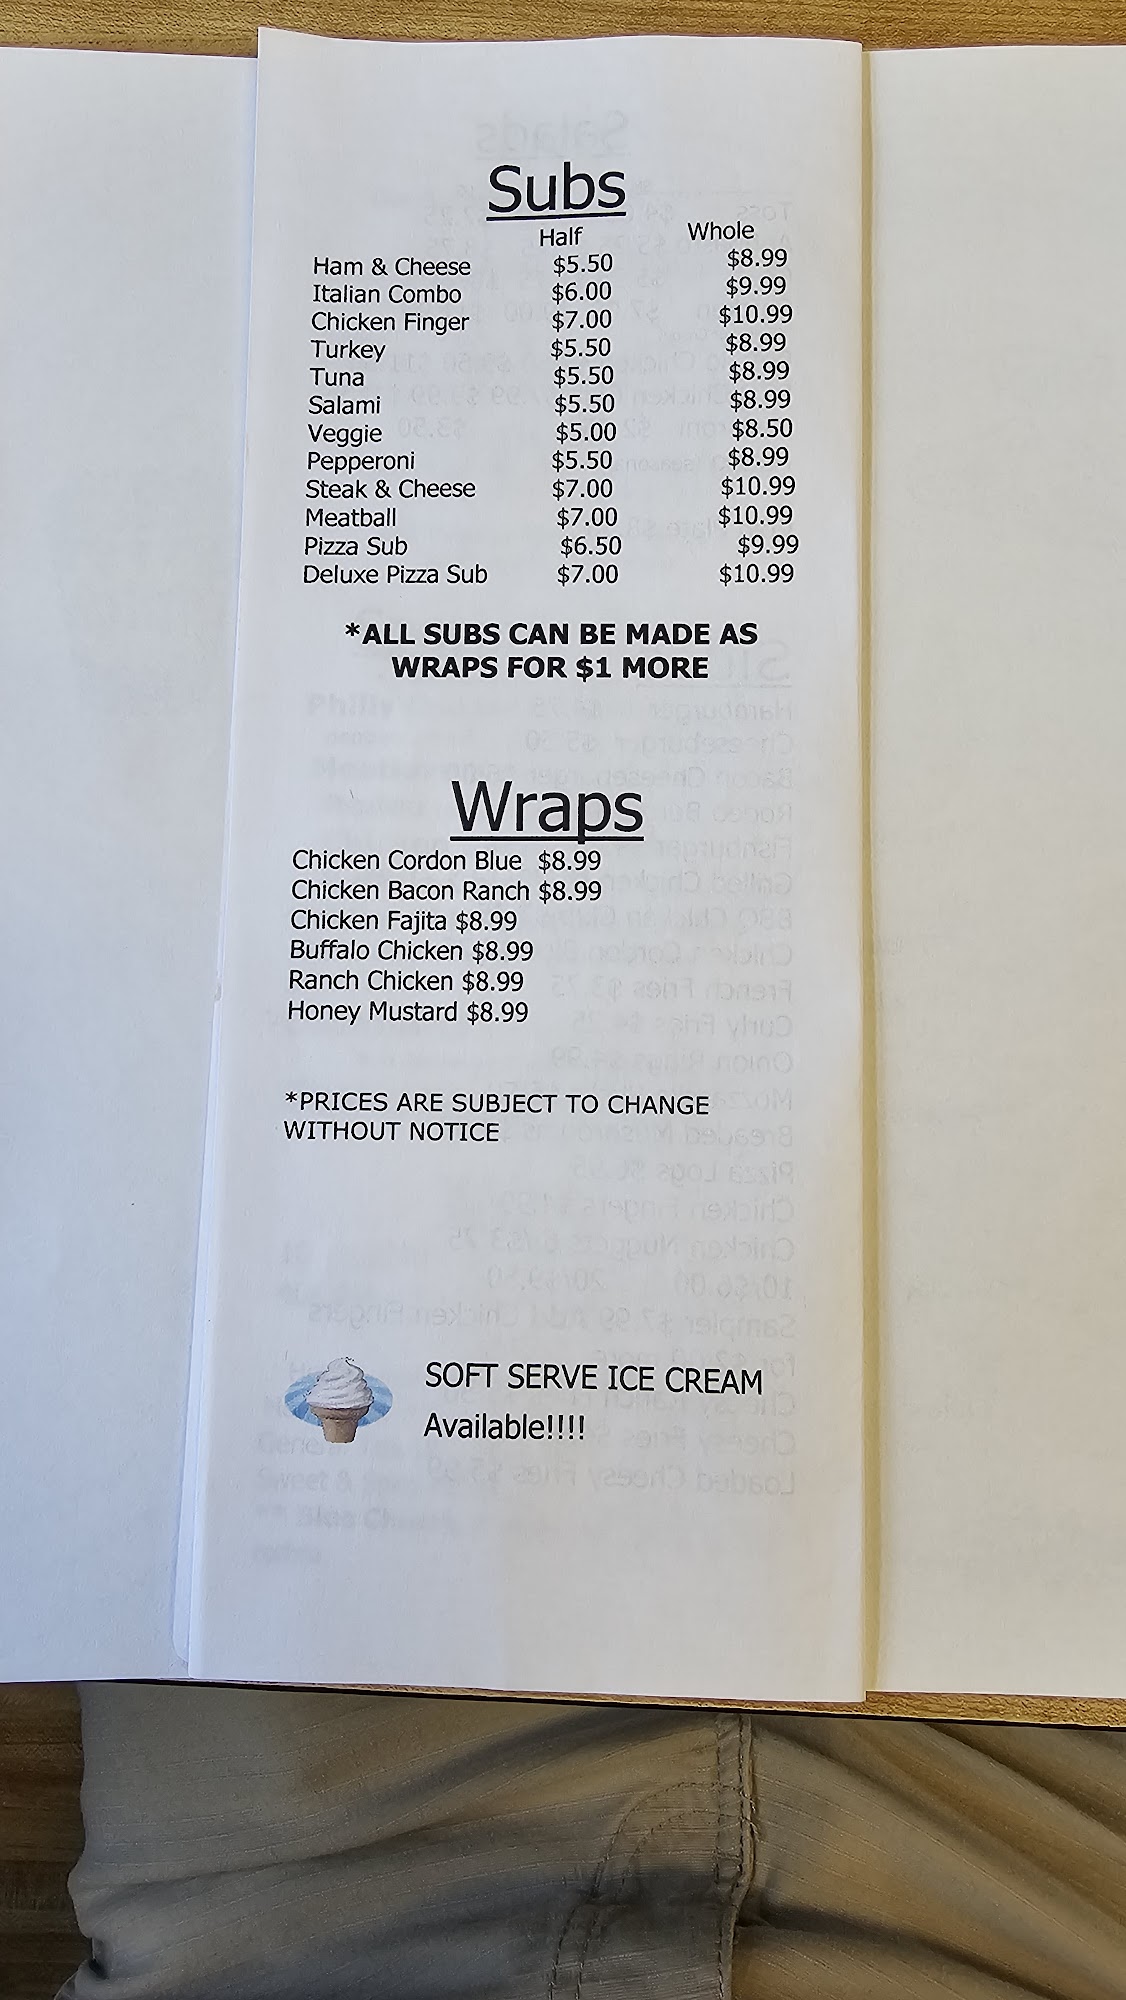 Subs
Half Whole
Ham & Cheese $5.50 $8.99
Italian Combo $6.00 $9.99
Chicken Finger $7.00 $10.99
Turkey $5.50 $8.99
Tuna $5.50 $8.99
Salami $5.50 $8.99
Veggie $5.00 $8.50
Pepperoni $5.50 $8.99
Steak & Cheese $7.00 $10.99
Meatball $7.00 $10.99
Pizza Sub $6.50 $9.99
Deluxe Pizza Sub $7.00 $10.99
*ALL SUBS CAN BE MADE AS
WRAPS FOR $1 MORE
Wraps
Chicken Cordon Blue $8.99
Chicken Bacon Ranch $8.99
Chicken Fajita $8.99
Buffalo Chicken $8.99
Ranch Chicken $8.99
Honey Mustard $8.99
*PRICES ARE SUBJECT TO CHANGE
WITHOUT NOTICE
SOFT SERVE ICE CREAM
Available!!!!